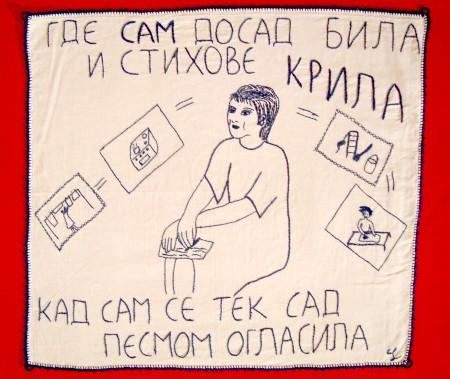 ГДЕ САМ ДОСАД БИЛА
И СТИХОВЕ КРИЛА
КАД САМ СЕ ТЕК САД
ПЕСМОМ ОГЛАСИЛА